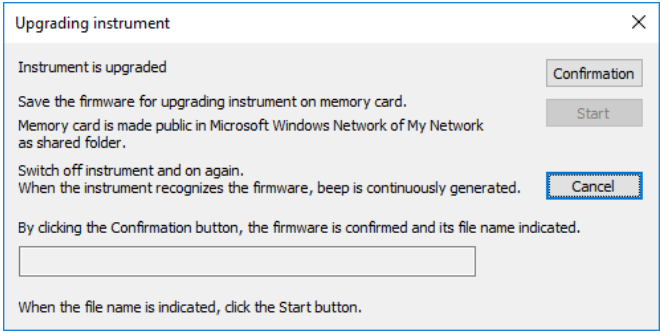 Upgrading instrument
Instrument is upgraded
Confirmation
Save the firmware for upgrading instrument on memory card.
Start
Memory card is made public in Microsoft Windows Network of My Network
as shared folder.
Switch off instrument and on again.
When the instrument recognizes the firmware, beep is continuously generated.
Cancel
By clicking the Confirmation button, the firmware is confirmed and its file name indicated.
When the file name is indicated, click the Start button.